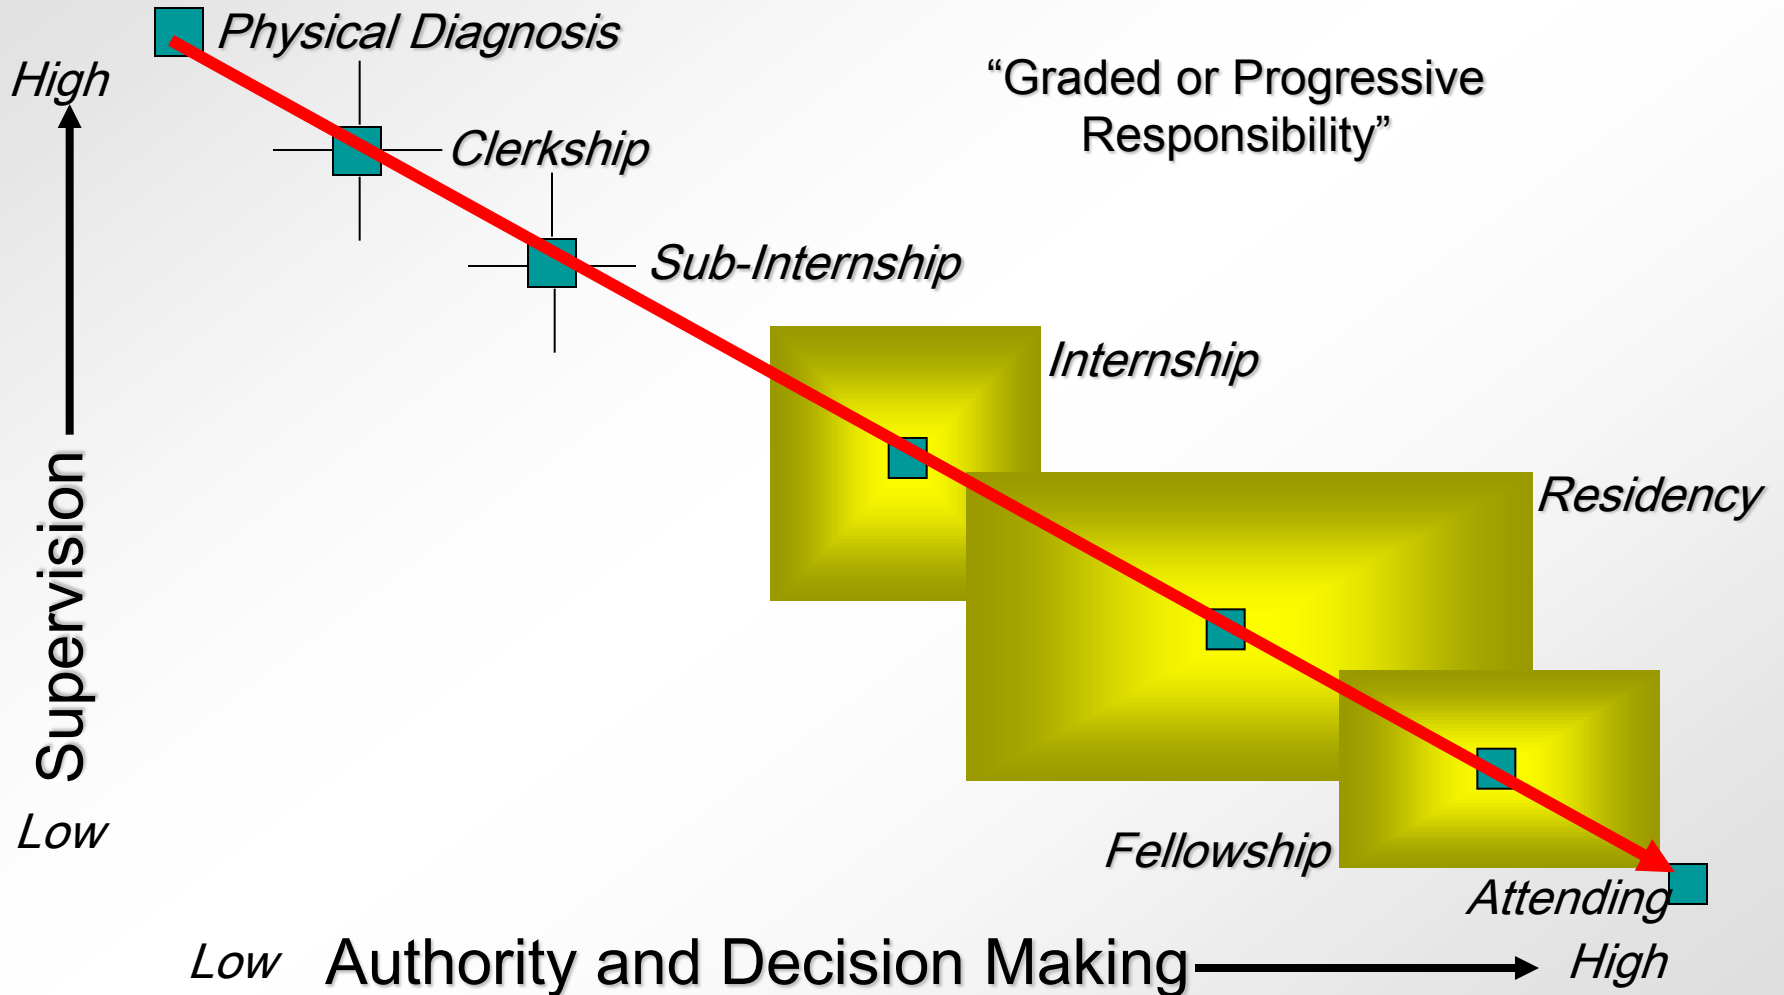 Physical Diagnosis
High
“Graded or Progressive
Responsibility”
Clerkship
Sub-Internship
Internship
Residency
Supervision
Low
Fellowship
Attending
Low
Authority and Decision Making
High